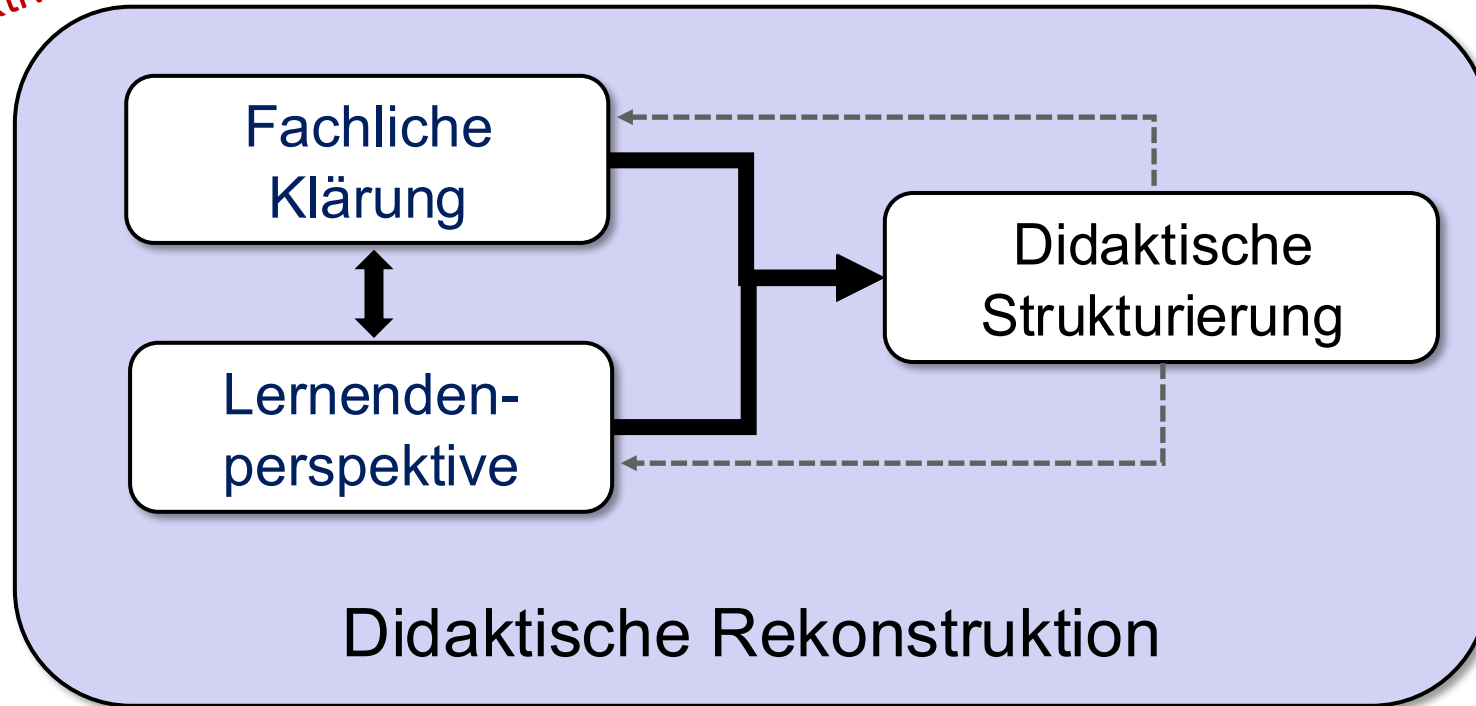 Fachliche
Klärung
Didaktische
Strukturierung
Lernenden-
perspektive
Didaktische Rekonstruktion